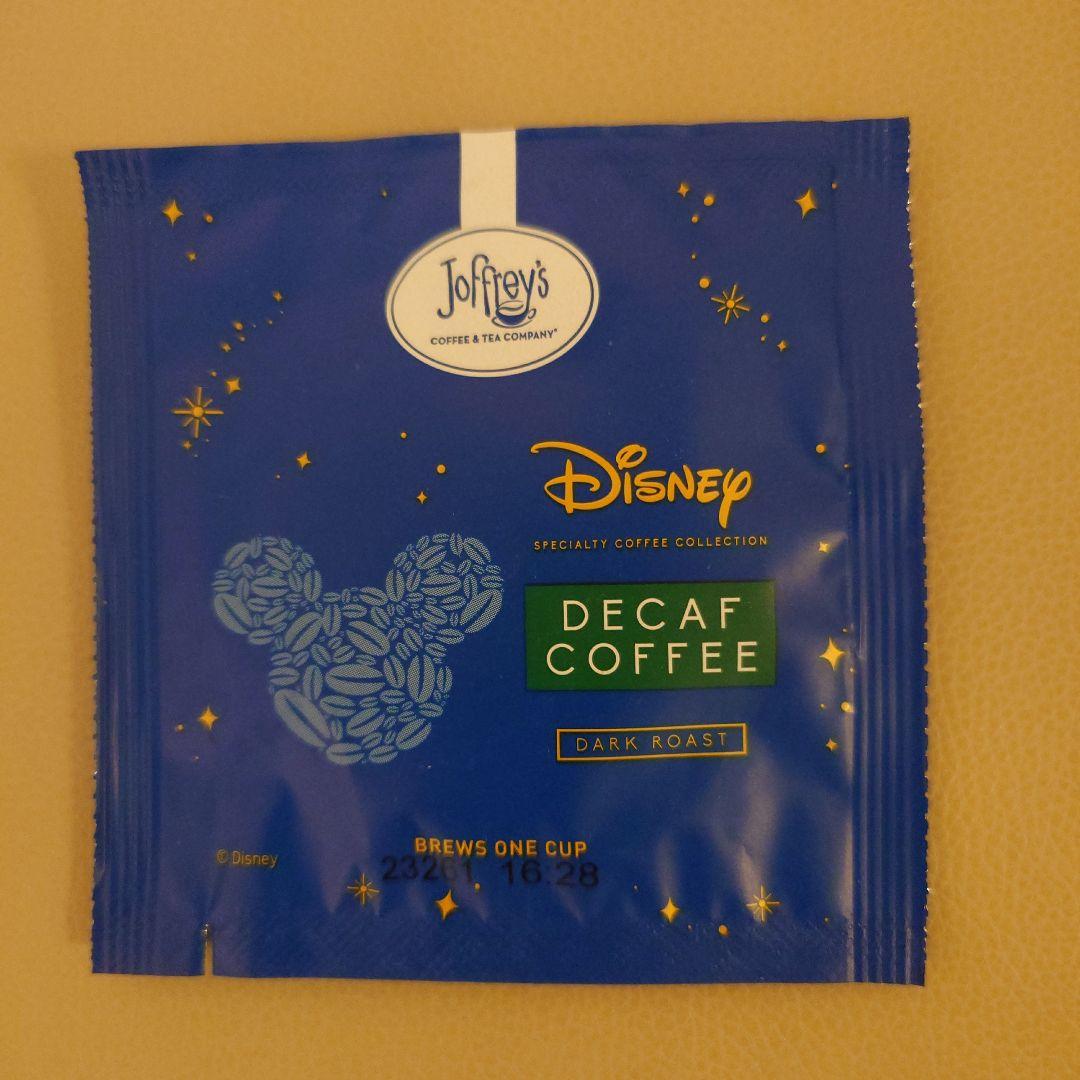 Joffrey's
COFFEE & TEA COMPANY®
Disney
SPECIALTY COFFEE COLLECTION
DECAF
COFFEE
DARK ROAST
BREWS ONE CUP
© Disney
23261 16:28